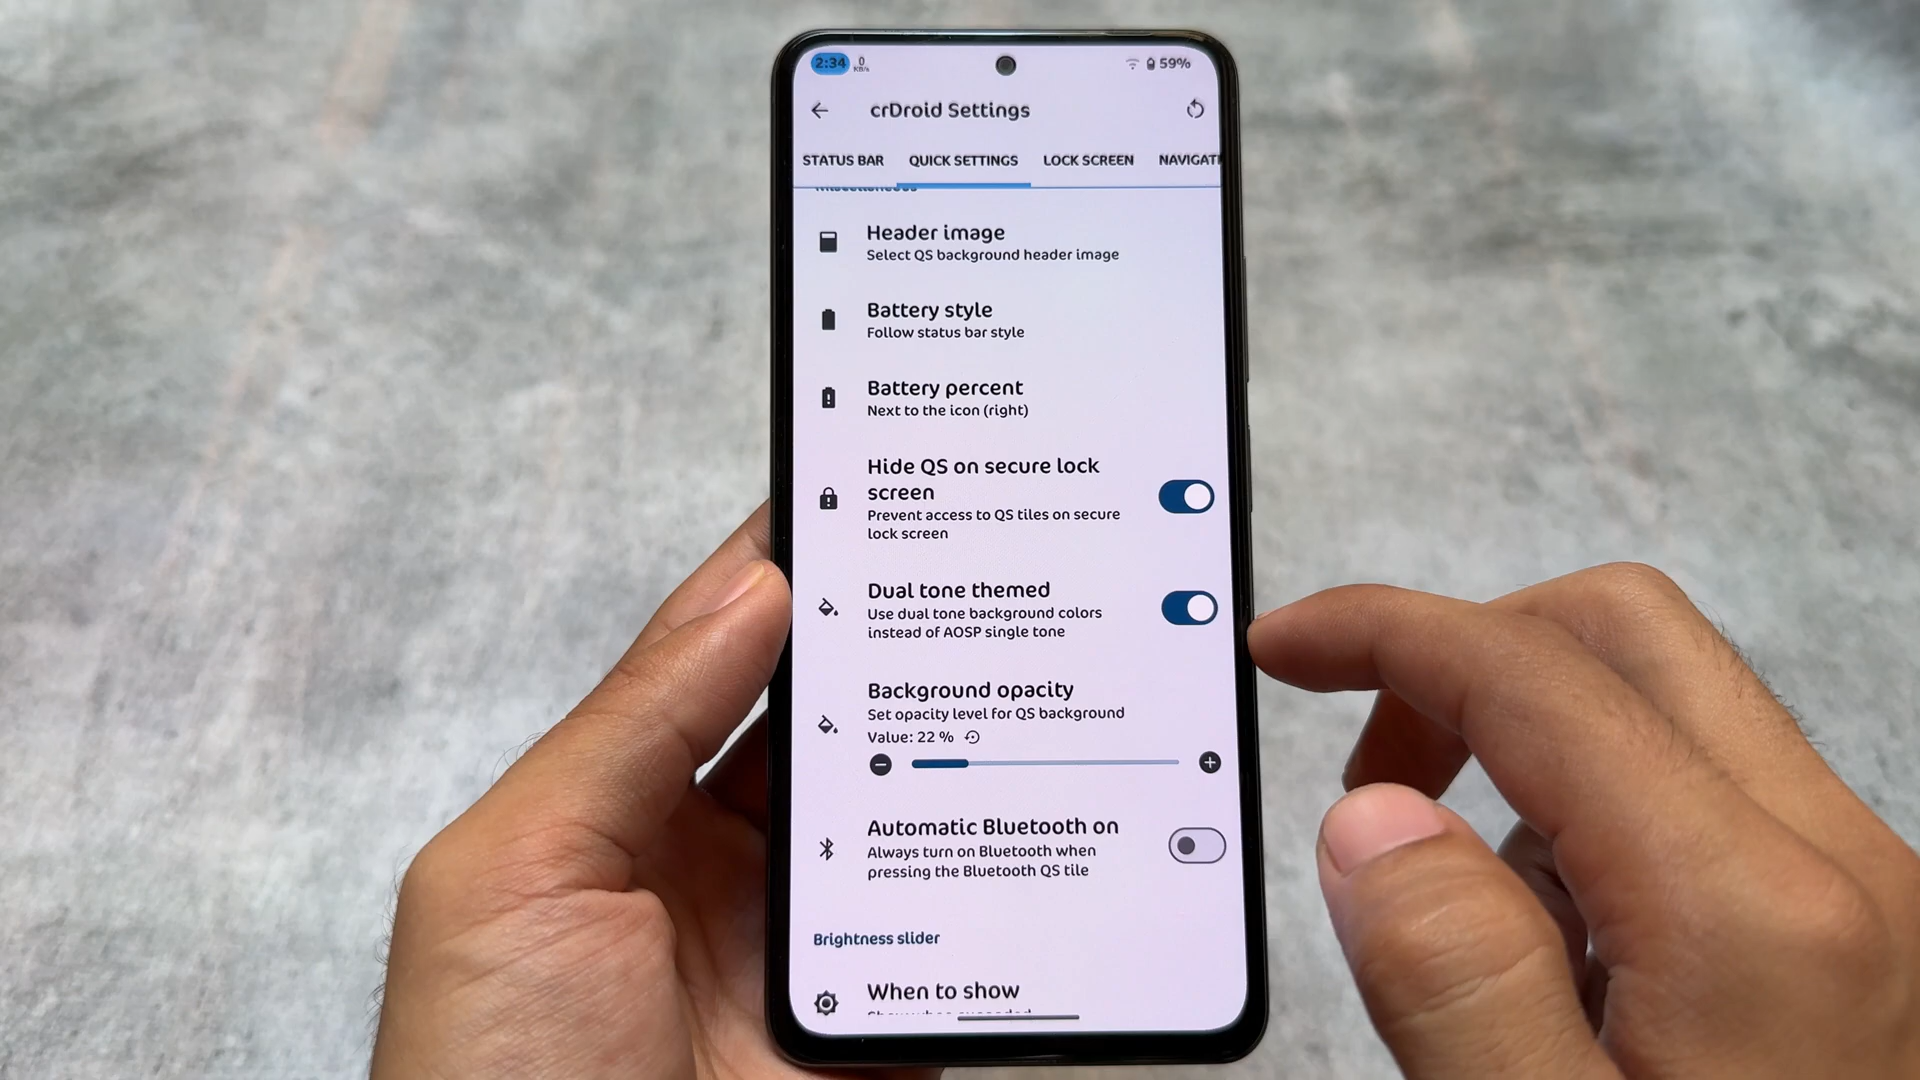 2:34 0 KB/s 59%
crDroid Settings
STATUS BAR QUICK SETTINGS LOCK SCREEN NAVIGATI
Miscellaneous
Header image
Select QS background header image
Battery style
Follow status bar style
Battery percent
Next to the icon (right)
Hide QS on secure lock
screen
Prevent access to QS tiles on secure
lock screen
Dual tone themed
Use dual tone background colors
instead of AOSP single tone
Background opacity
Set opacity level for QS background
Value: 22 %
Automatic Bluetooth on
Always turn on Bluetooth when
pressing the Bluetooth QS tile
Brightness slider
When to show
Show when expanded